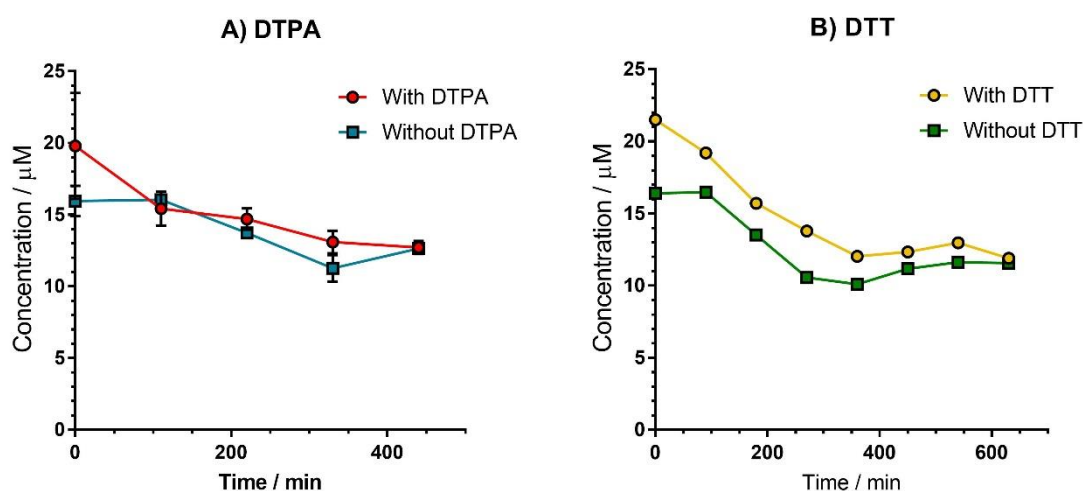 A) DTPA
25
20
15
10
5
0
Concentration / μM
With DTPA
Without DTPA
0
200
400
Time / min
B) DTT
25
20
15
10
5
0
Concentration / μM
With DTT
Without DTT
0
200
400
600
Time / min